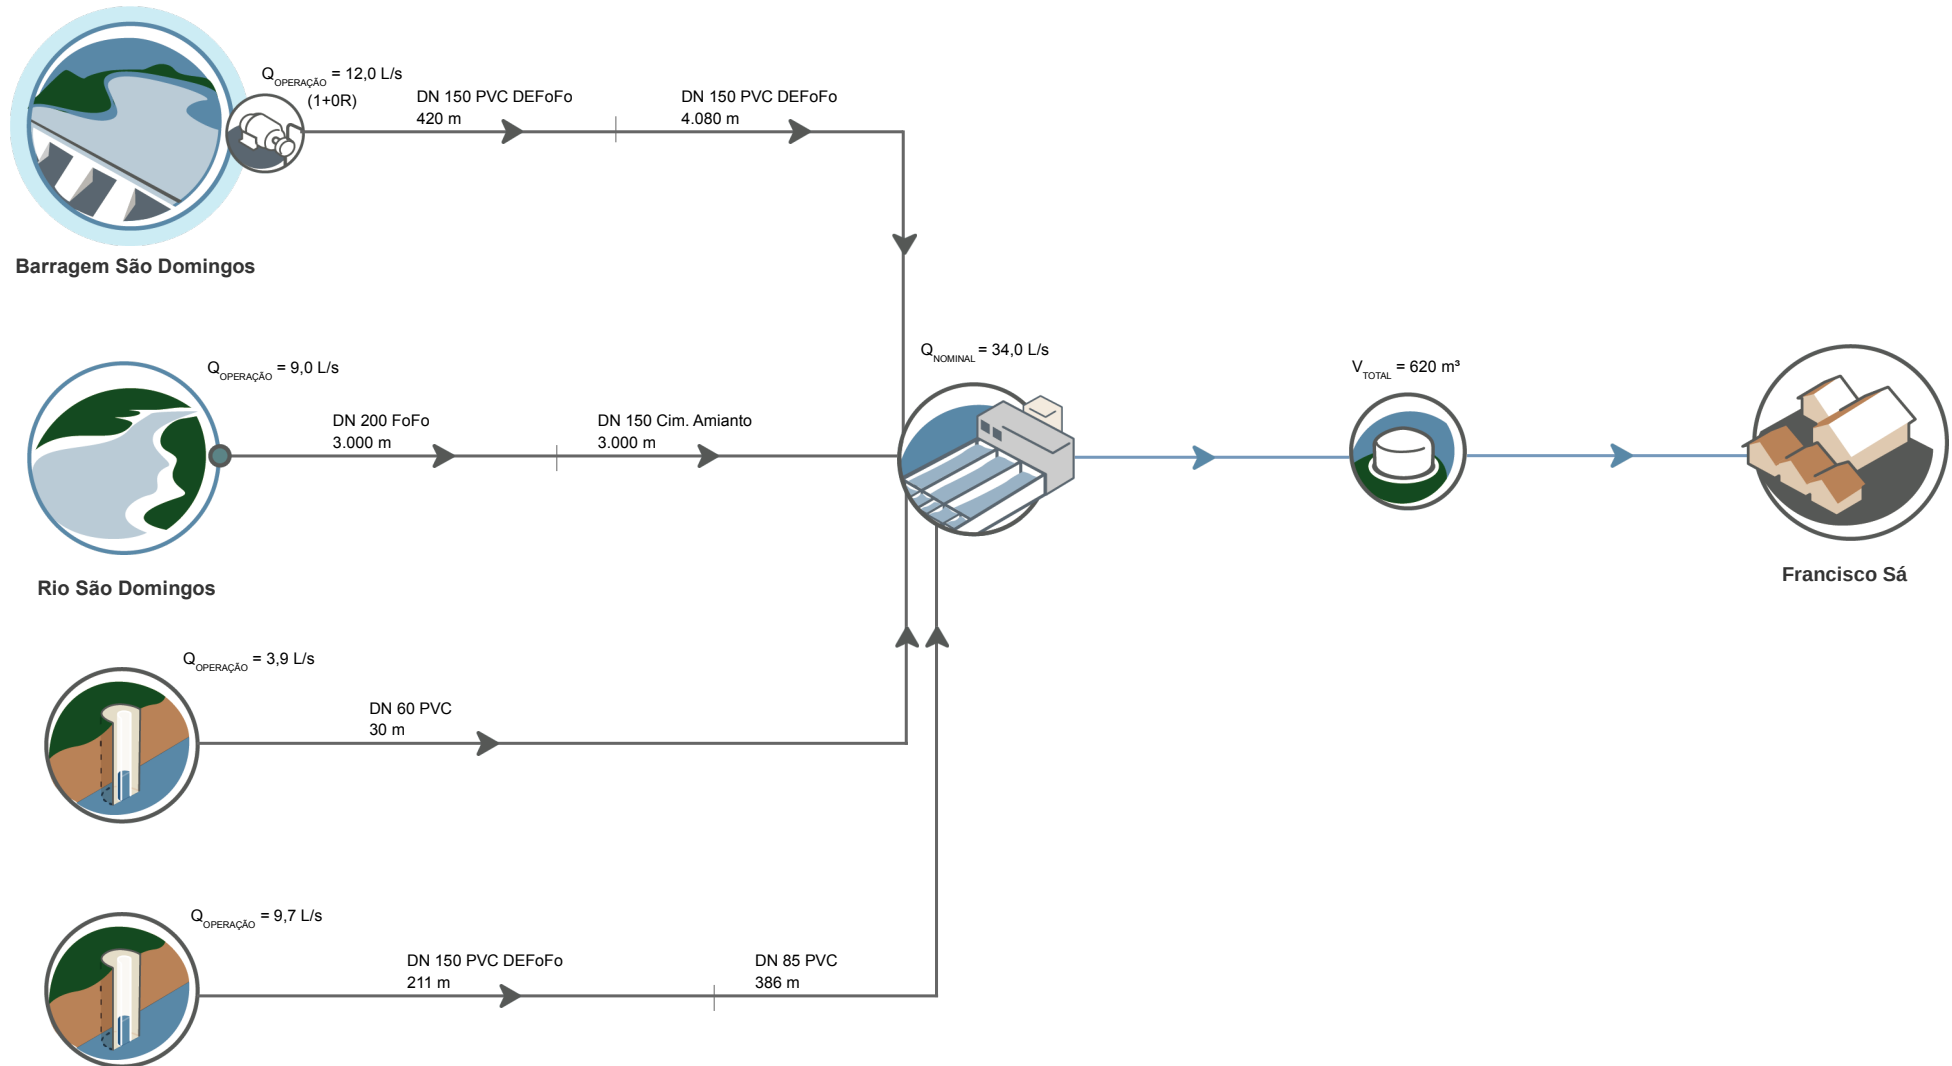 Q OPERAÇÃO = 12,0 L/s
(1+0R)
DN 150 PVC DEFoFo
420 m
DN 150 PVC DEFoFo
4.080 m
Barragem São Domingos
Q OPERAÇÃO = 9,0 L/s
DN 200 FoFo
3.000 m
DN 150 Cim. Amianto
3.000 m
Q NOMINAL = 34,0 L/s
V TOTAL = 620 m³
Rio São Domingos
Francisco Sá
Q OPERAÇÃO = 3,9 L/s
DN 60 PVC
30 m
Q OPERAÇÃO = 9,7 L/s
DN 150 PVC DEFoFo
211 m
DN 85 PVC
386 m